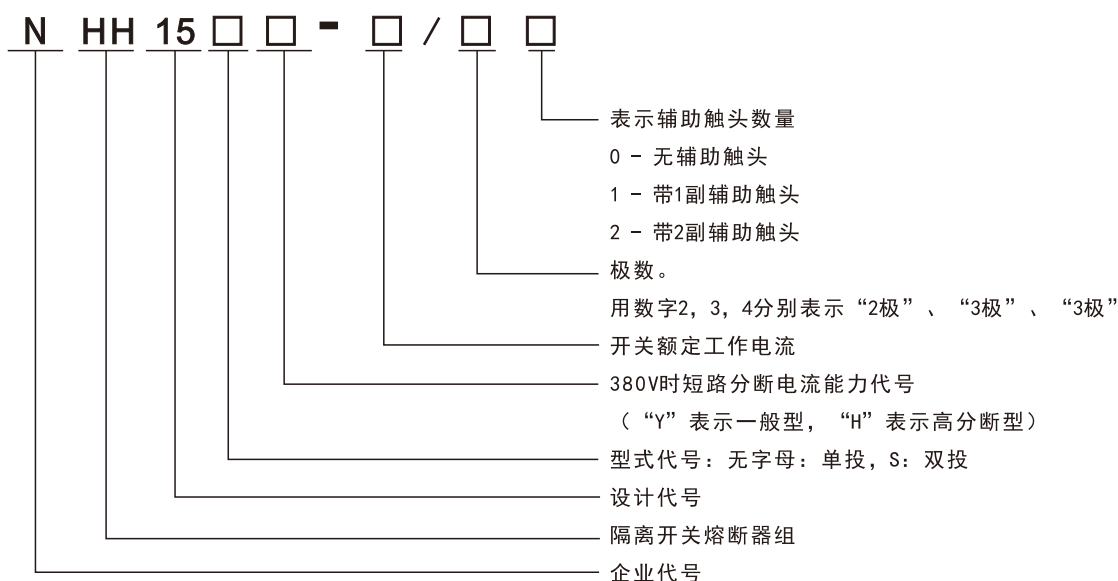 N HH 15 □ □ - □ / □ □
表示辅助触头数量
0 - 无辅助触头
1 - 带1副辅助触头
2 - 带2副辅助触头
极数。
用数字2, 3, 4分别表示“2极”、“3极”、“3极”
开关额定工作电流
380V时短路分断电流能力代号
（“Y”表示一般型, “H”表示高分断型）
型式代号: 无字母: 单投, S: 双投
设计代号
隔离开关熔断器组
企业代号